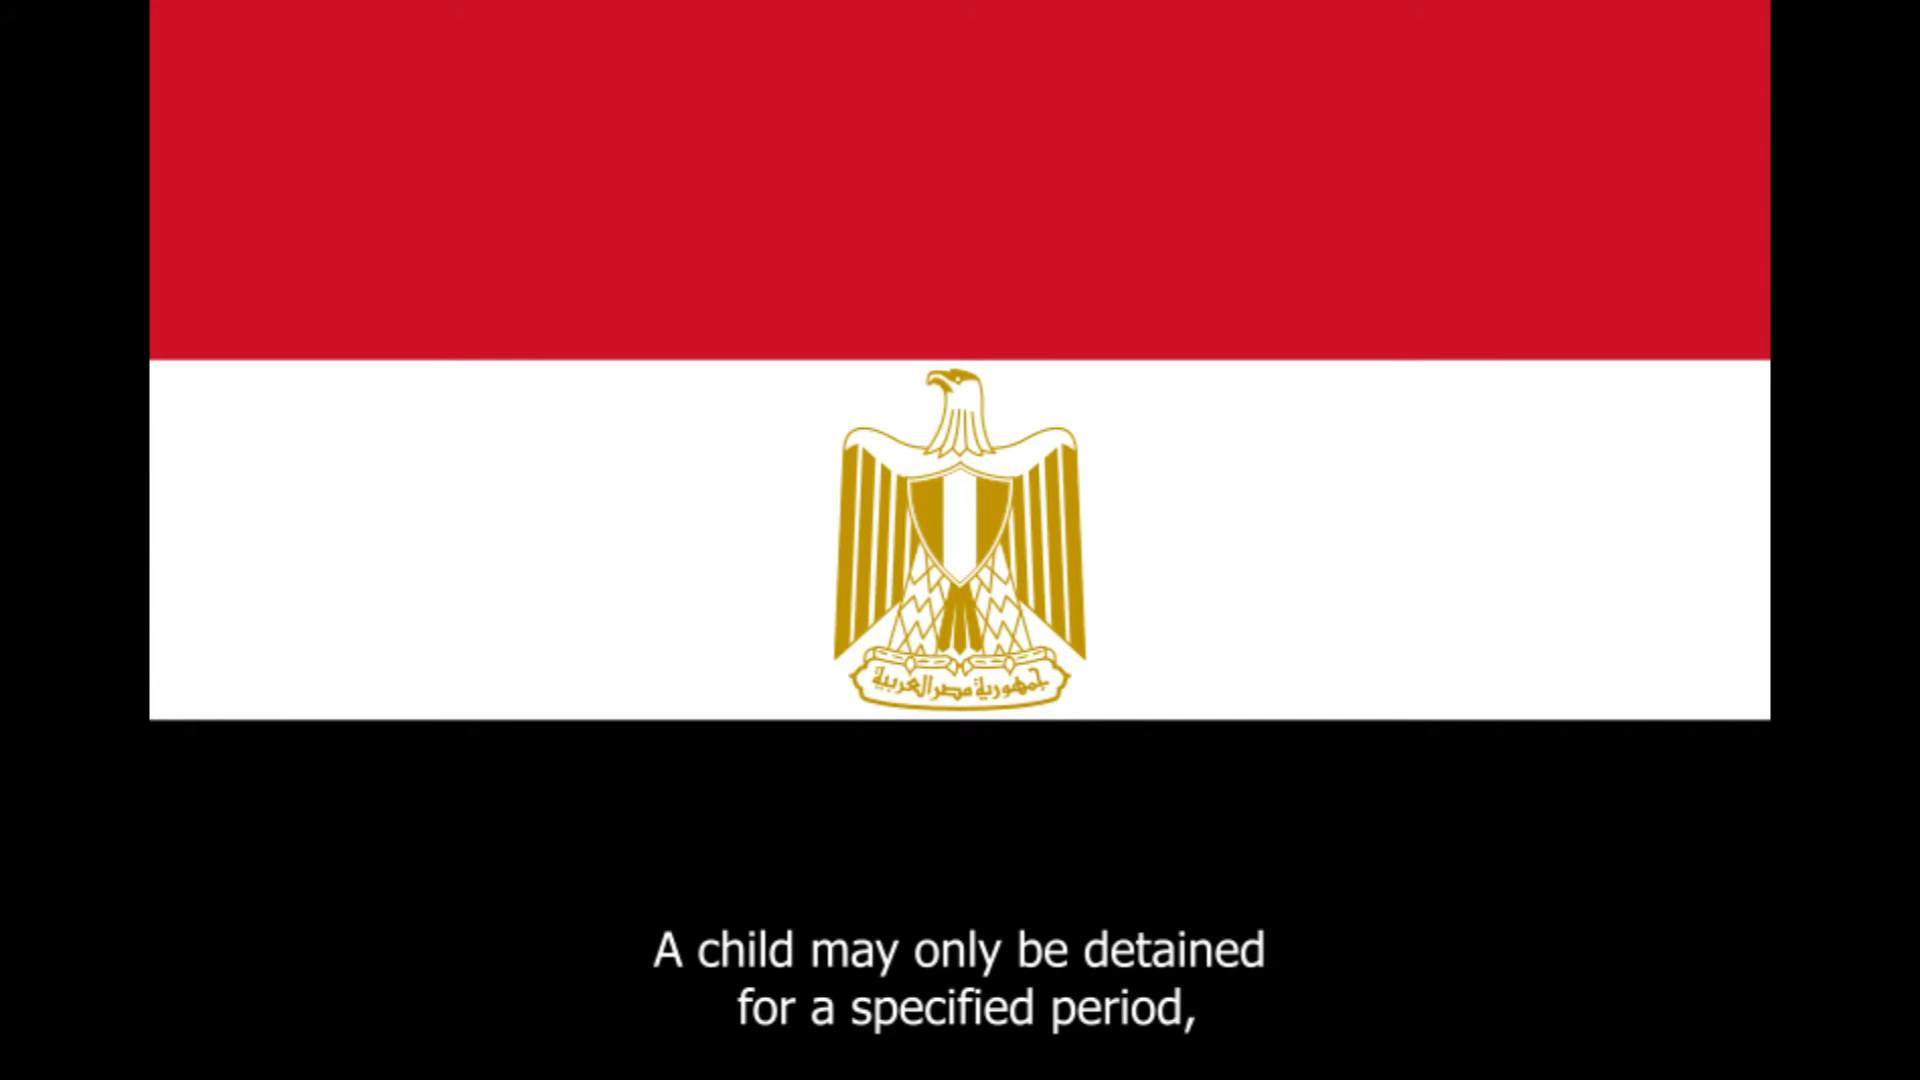 جمهورية مصر العربية
A child may only be detained
for a specified period,